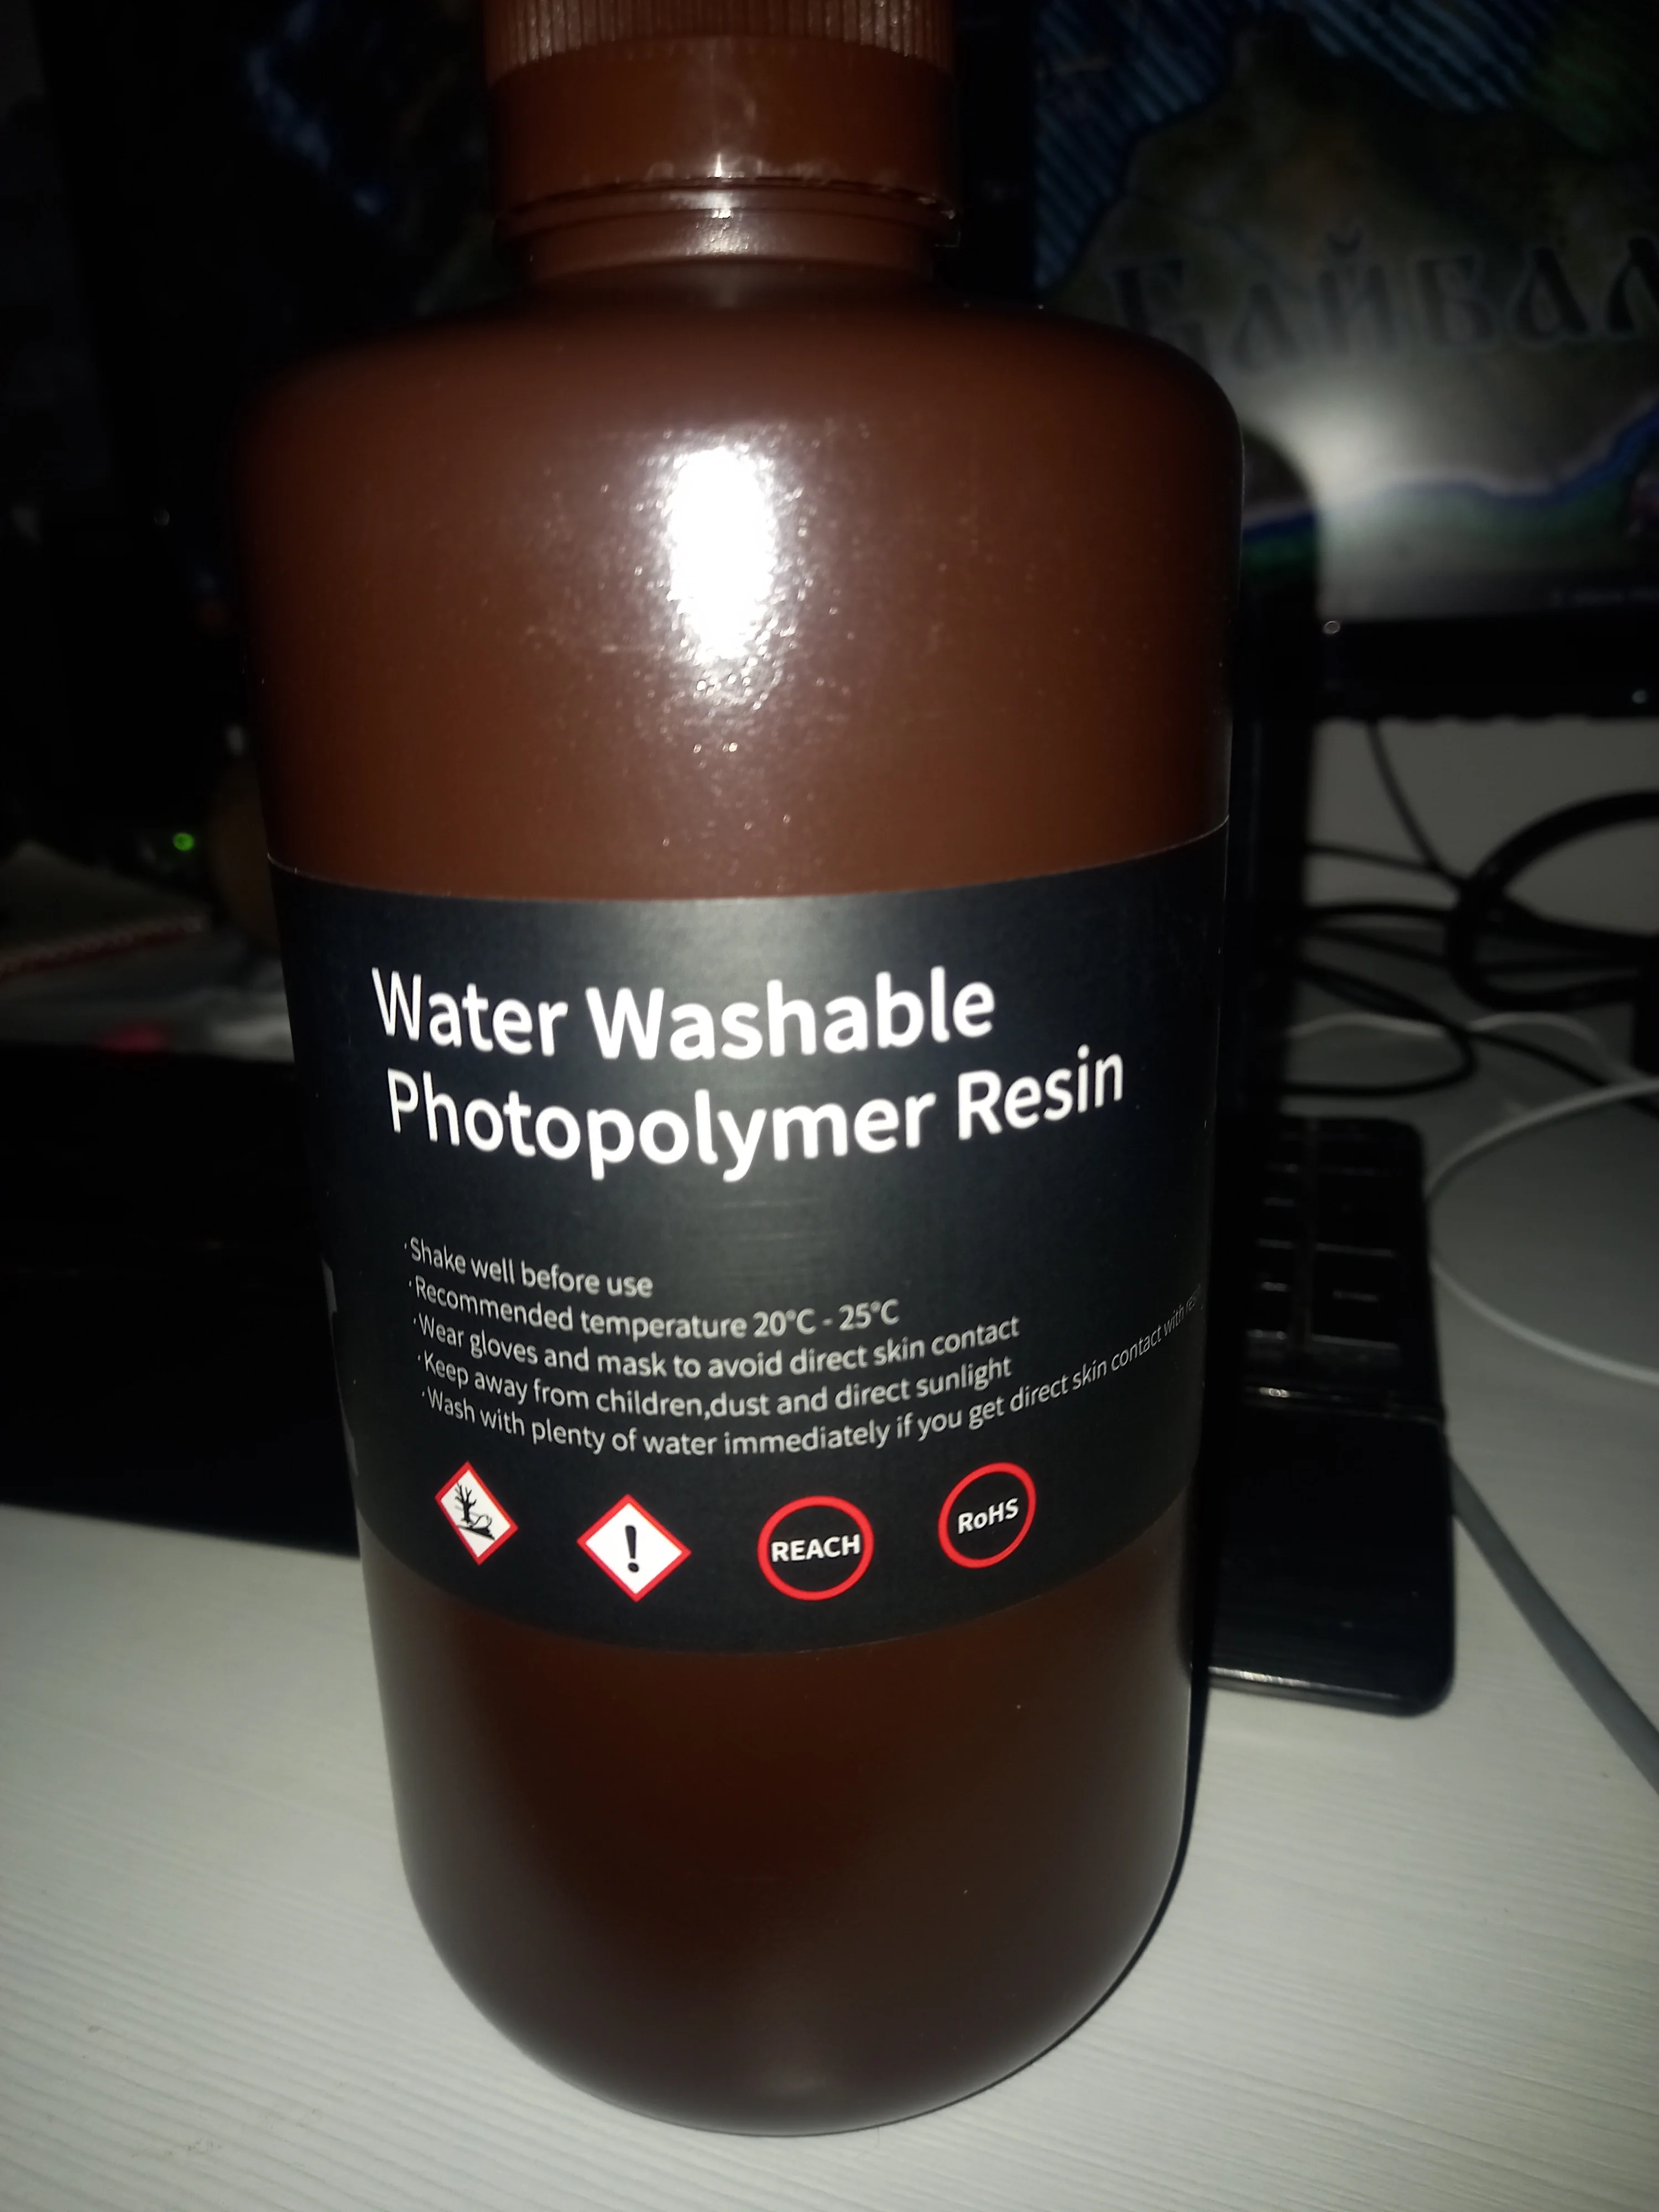 БАЙБАЛ
Water Washable
Photopolymer Resin
·Shake well before use
·Recommended temperature 20°C - 25°C
·Wear gloves and mask to avoid direct skin contact
·Keep away from children,dust and direct sunlight
·Wash with plenty of water immediately if you get direct skin contact with resin
!
REACH
RoHS